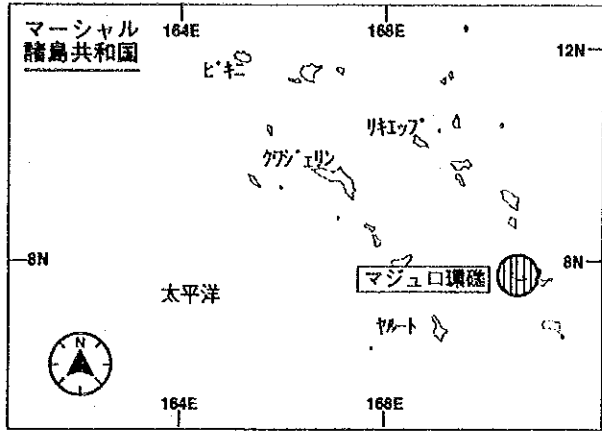 マーシャル
諸島共和国
164E
168E
12N
ビキニ
リキエップ
クワジェリン
8N
8N
マジュロ環礁
太平洋
ヤルート
N
164E
168E